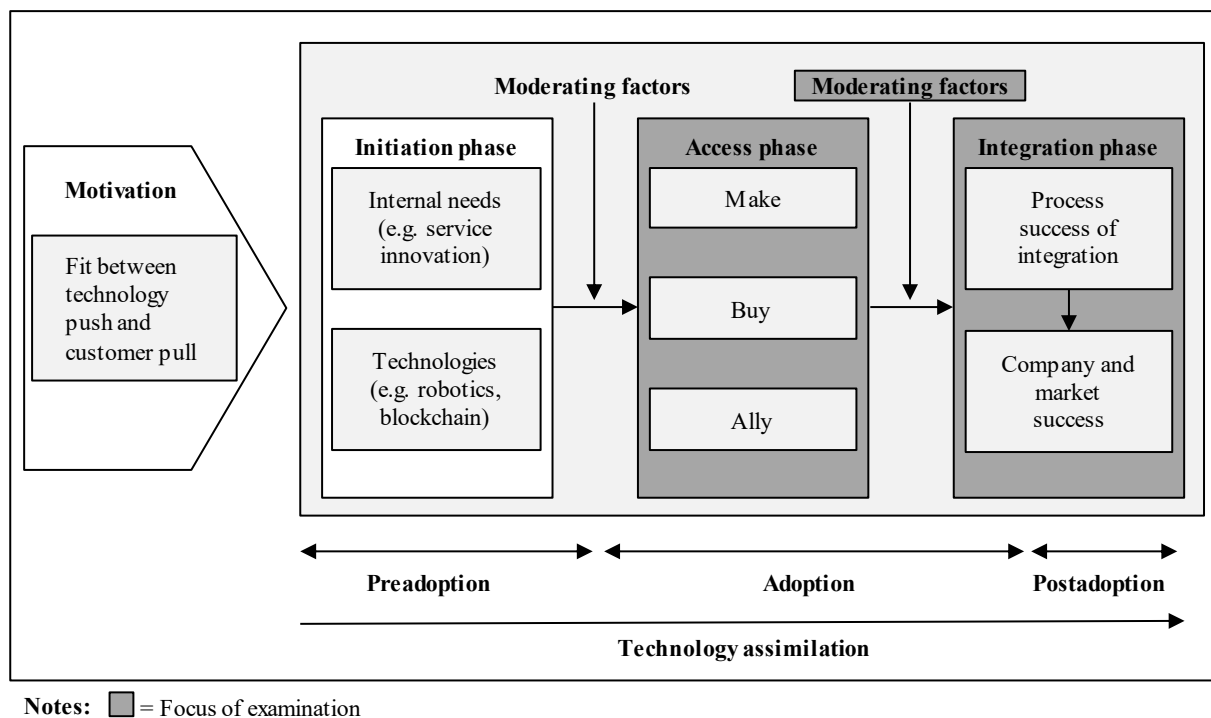 Moderating factors
Moderating factors
Motivation
Fit between
technology
push and
customer pull
Initiation phase
Internal needs
(e.g. service
innovation)
Technologies
(e.g. robotics,
blockchain)
Access phase
Make
Buy
Ally
Integration phase
Process
success of
integration
Company and
market
success
Preadoption
Adoption
Postadoption
Technology assimilation
Notes: = Focus of examination